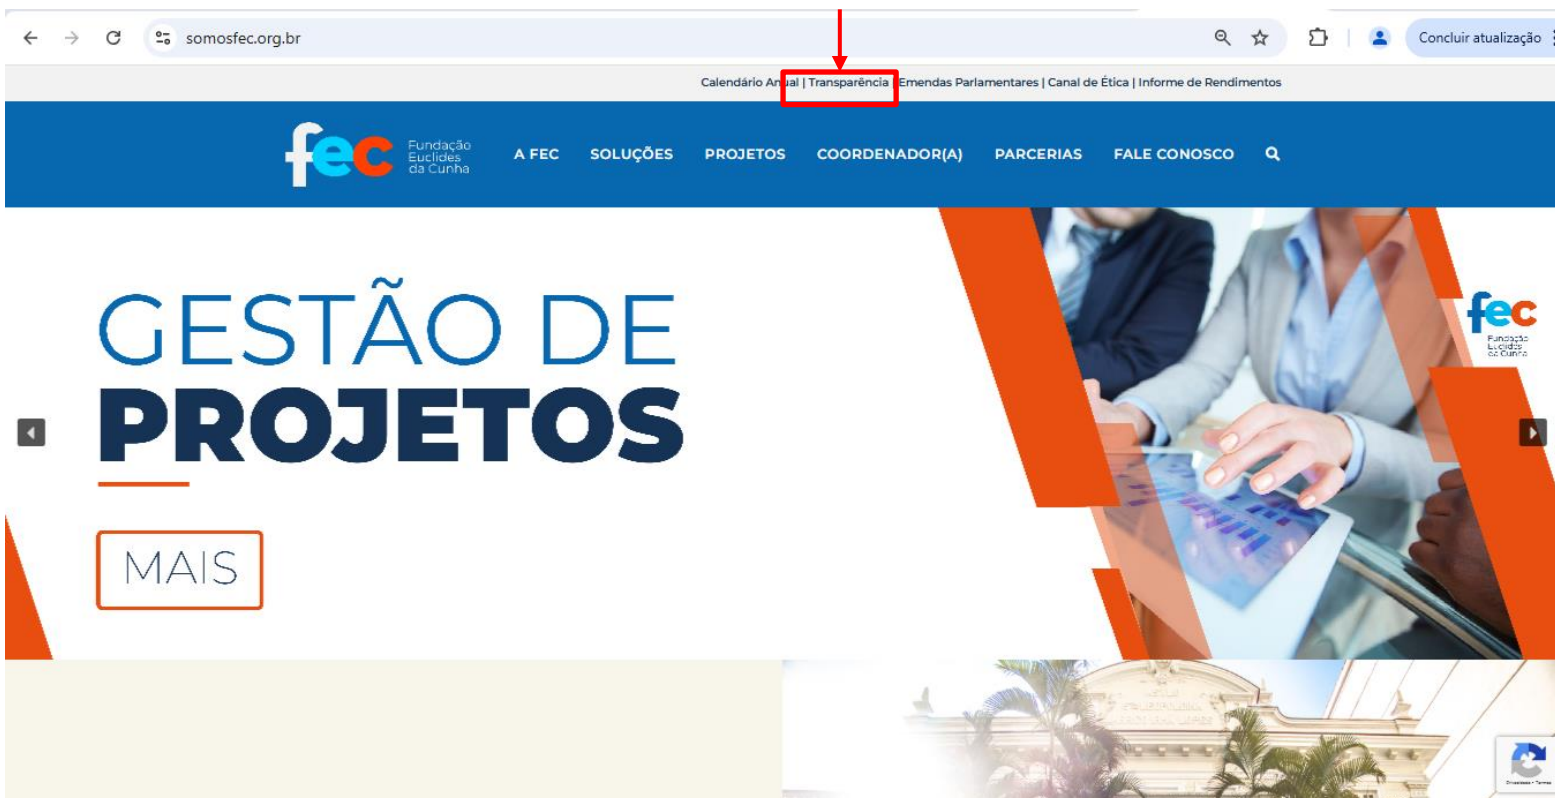 somosfec.org.br
Concluir atualização
Calendário Anual | Transparência | Emendas Parlamentares | Canal de Ética | Informe de Rendimentos
fec
Fundação
Euclides
da Cunha
A FEC SOLUÇÕES PROJETOS COORDENADOR(A) PARCERIAS FALE CONOSCO
GESTÃO DE
PROJETOS
MAIS
fec
Fundação
Euclides
da Cunha